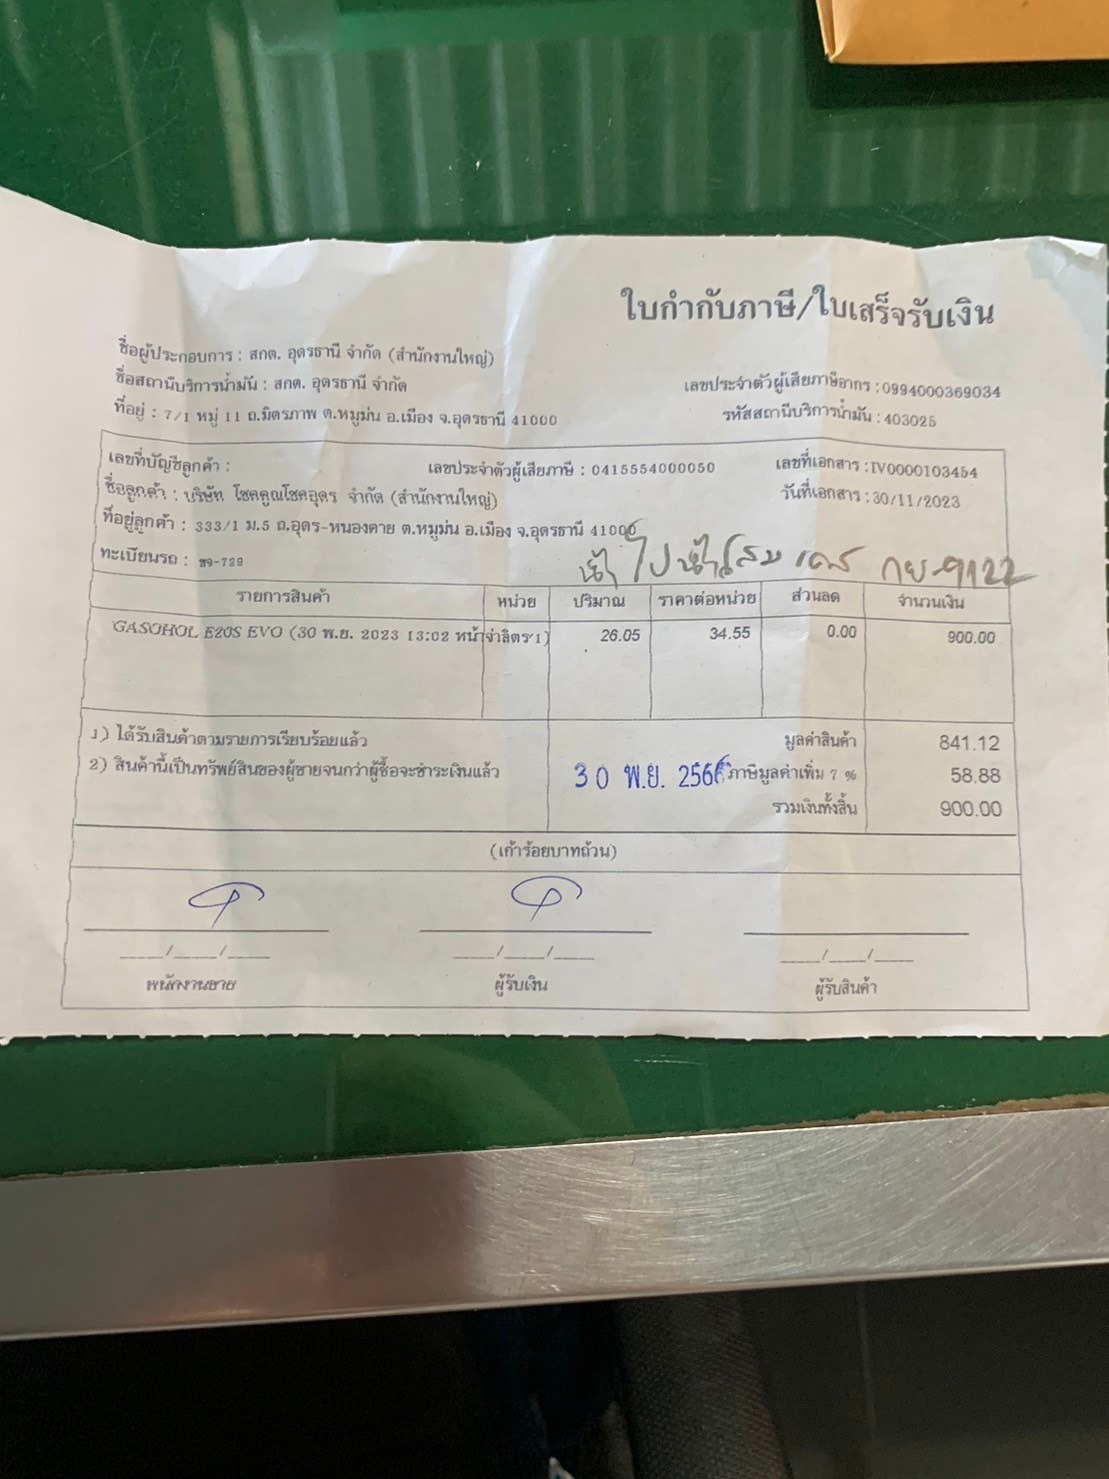 ใบกำกับภาษี/ใบเสร็จรับเงิน
ชื่อผู้ประกอบการ : สกต. อุดรธานี จำกัด (สำนักงานใหญ่)
ชื่อสถานีบริการน้ำมัน : สกต. อุดรธานี จำกัด เลขประจำตัวผู้เสียภาษีอากร : 0994000369034
ที่อยู่ : 7/1 หมู่ 11 ถ.มิตรภาพ ต.หมูม่น อ.เมือง จ.อุดรธานี 41000 รหัสสถานีบริการน้ำมัน : 403025
เลขที่บัญชีลูกค้า : เลขประจำตัวผู้เสียภาษี : 0415554000050 เลขที่เอกสาร : IV0000103454
ชื่อลูกค้า : บริษัท โชคคูณโชคอุดร จำกัด (สำนักงานใหญ่) วันที่เอกสาร : 30/11/2023
ที่อยู่ลูกค้า : 333/1 ม.5 ถ.อุดร-หนองคาย ต.หมูม่น อ.เมือง จ.อุดรธานี 41000
ทะเบียนรถ : ไป กย-9122
รายการสินค้า หน่วย ปริมาณ ราคาต่อหน่วย ส่วนลด จำนวนเงิน
GASOHOL E20S EVO (30 พ.ย. 2023 13:02 26.05 34.55 0.00 900.00
1) ได้รับสินค้าตามรายการเรียบร้อยแล้ว มูลค่าสินค้า 841.12
2) สินค้านี้เป็นทรัพย์สินของผู้ขายจนกว่าผู้ซื้อจะชำระเงินแล้ว 30 พ.ย. 2566 ภาษีมูลค่าเพิ่ม 7 % 58.88
รวมเงินทั้งสิ้น 900.00
(เก้าร้อยบาทถ้วน)
___/___/___ ___/___/___ ___/___/___
พนักงานขาย ผู้รับเงิน ผู้รับสินค้า